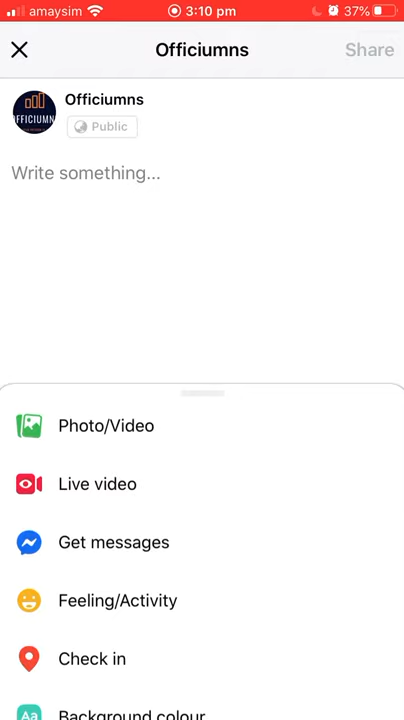 amaysim 3:10 pm 37%
Officiumns Share
Officiumns
Public
Write something...
Photo/Video
Live video
Get messages
Feeling/Activity
Check in
Aa Background colour